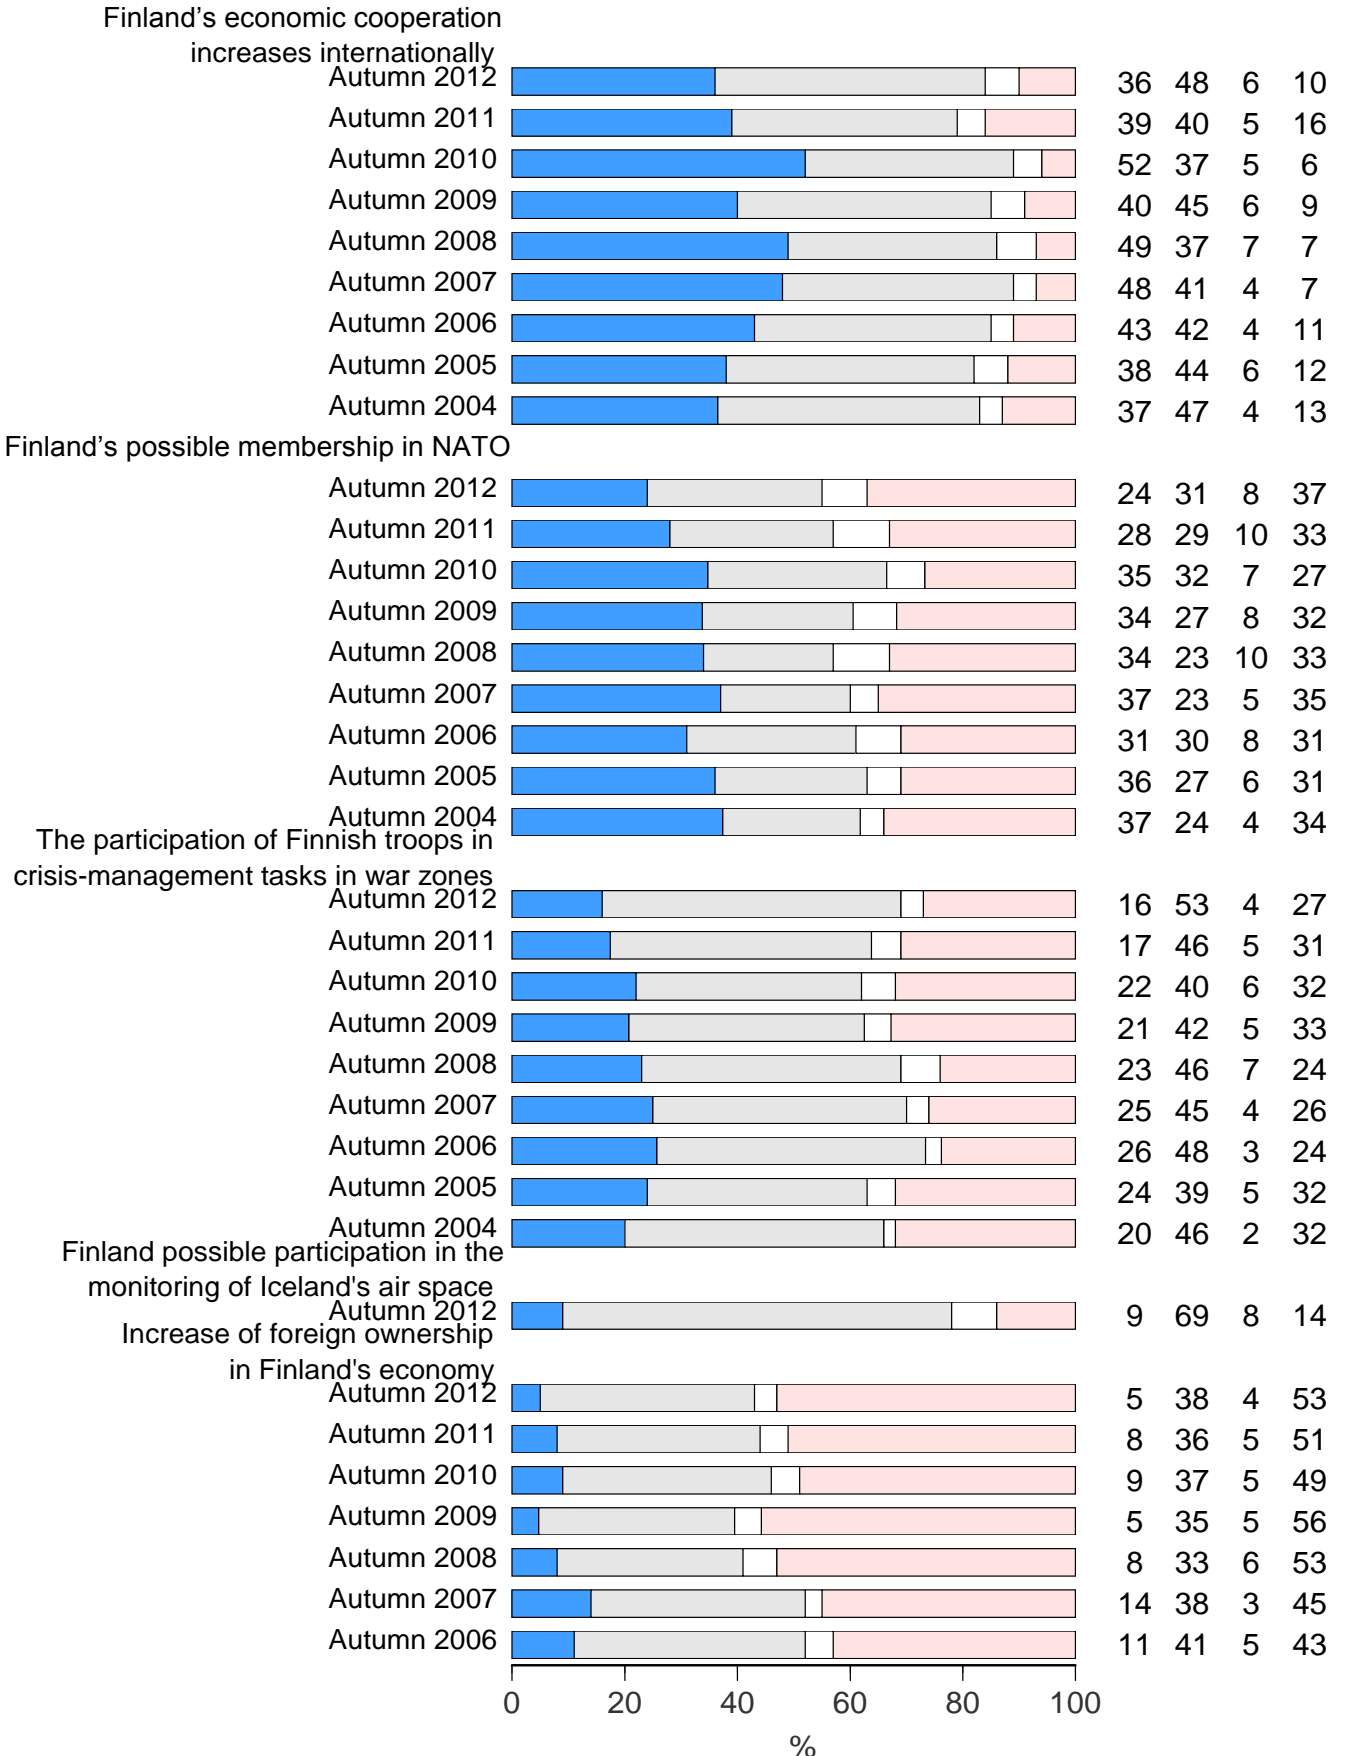 Finland’s economic cooperation
increases internationally
Autumn 2012 36 48 6 10
Autumn 2011 39 40 5 16
Autumn 2010 52 37 5 6
Autumn 2009 40 45 6 9
Autumn 2008 49 37 7 7
Autumn 2007 48 41 4 7
Autumn 2006 43 42 4 11
Autumn 2005 38 44 6 12
Autumn 2004 37 47 4 13
Finland’s possible membership in NATO
Autumn 2012 24 31 8 37
Autumn 2011 28 29 10 33
Autumn 2010 35 32 7 27
Autumn 2009 34 27 8 32
Autumn 2008 34 23 10 33
Autumn 2007 37 23 5 35
Autumn 2006 31 30 8 31
Autumn 2005 36 27 6 31
Autumn 2004 37 24 4 34
The participation of Finnish troops in
crisis-management tasks in war zones
Autumn 2012 16 53 4 27
Autumn 2011 17 46 5 31
Autumn 2010 22 40 6 32
Autumn 2009 21 42 5 33
Autumn 2008 23 46 7 24
Autumn 2007 25 45 4 26
Autumn 2006 26 48 3 24
Autumn 2005 24 39 5 32
Autumn 2004 20 46 2 32
Finland possible participation in the
monitoring of Iceland's air space
Autumn 2012 9 69 8 14
Increase of foreign ownership
in Finland's economy
Autumn 2012 5 38 4 53
Autumn 2011 8 36 5 51
Autumn 2010 9 37 5 49
Autumn 2009 5 35 5 56
Autumn 2008 8 33 6 53
Autumn 2007 14 38 3 45
Autumn 2006 11 41 5 43
0 20 40 60 80 100
%